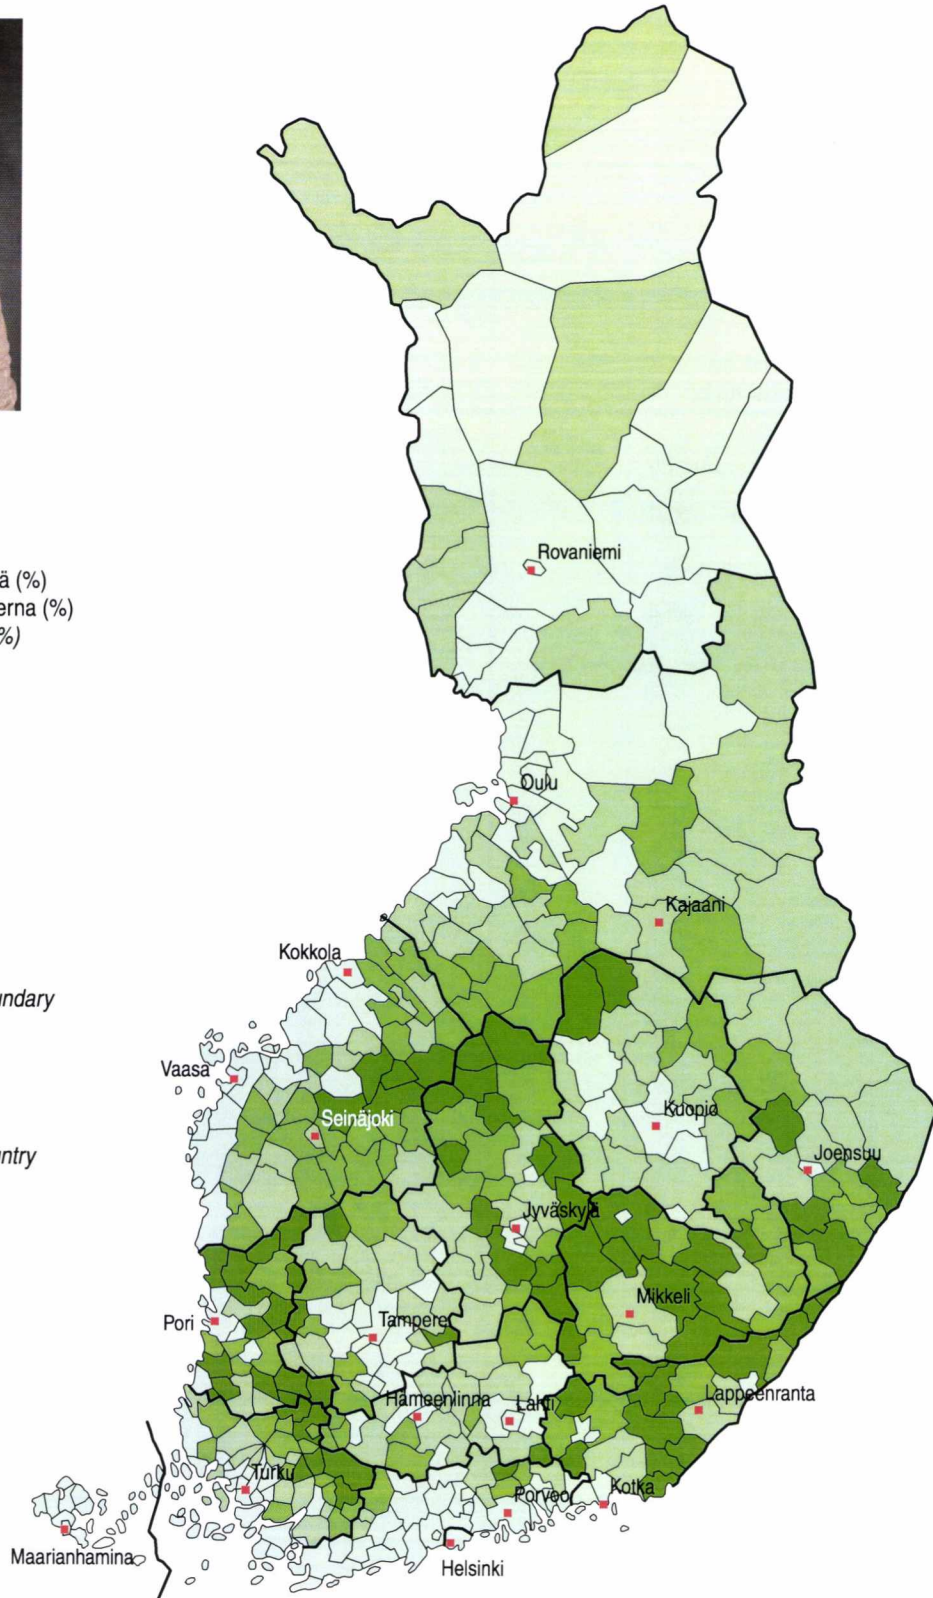 ä (%)
erna (%)
%)
ndary
ntry
Rovaniemi
Oulu
Kajaani
Kokkola
Vaasa
Seinäjoki
Kuopio
Joensuu
Jyväskylä
Mikkeli
Pori
Tampere
Hämeenlinna
Lahti
Lappeenranta
Turku
Porvoo
Kotka
Maarianhamina
Helsinki